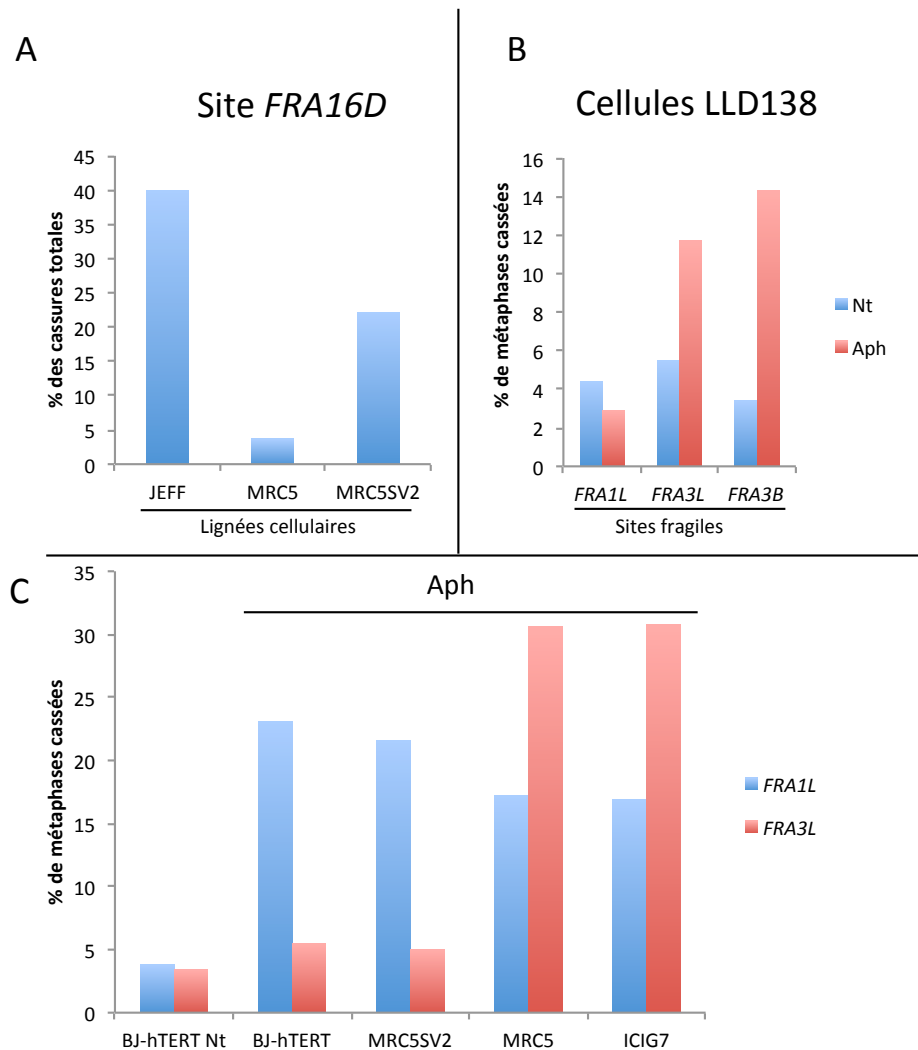 A
Site FRA16D
% des cassures totales
45
40
35
30
25
20
15
10
5
0
JEFF MRC5 MRC5SV2
Lignées cellulaires
B
Cellules LLD138
% de métaphases cassées
16
14
12
10
8
6
4
2
0
FRA1L FRA3L FRA3B
Sites fragiles
Nt
Aph
C
Aph
% de métaphases cassées
35
30
25
20
15
10
5
0
BJ-hTERT Nt BJ-hTERT MRC5SV2 MRC5 ICIG7
FRA1L
FRA3L